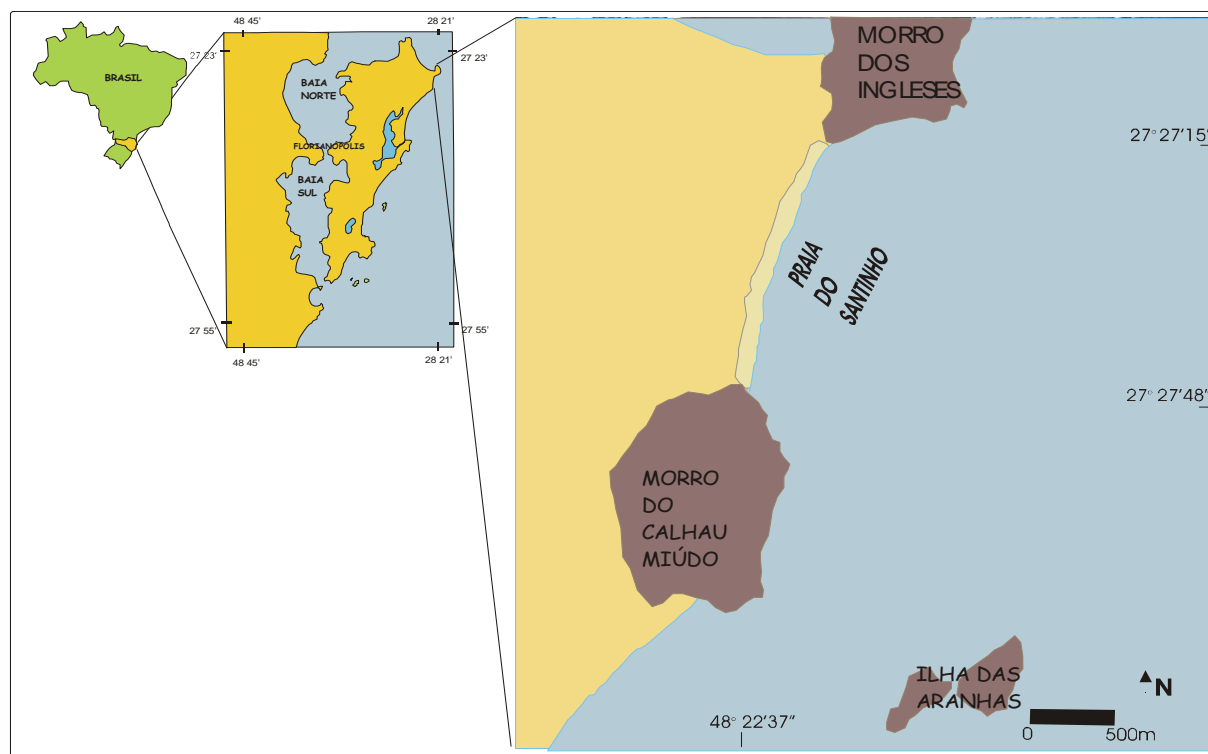 BRASIL
48 45'
28 21'
27 23'
27 23'
BAIA
NORTE
FLORIANÓPOLIS
BAIA
SUL
27 55'
27 55'
48 45'
28 21'
MORRO
DOS
INGLESES
27° 27'15"
PRAIA
DO
SANTINHO
27° 27'48"
MORRO
DO
CALHAU
MIÚDO
ILHA DAS
ARANHAS
N
48° 22'37"
0 500m